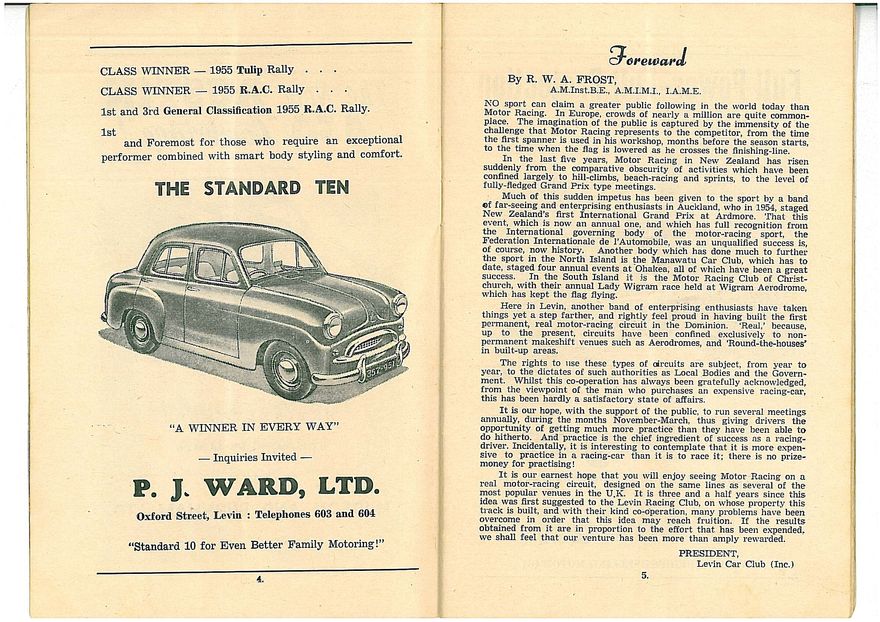 CLASS WINNER — 1955 Tulip Rally . . .
CLASS WINNER — 1955 R.A.C. Rally . . .
1st and 3rd General Classification 1955 R.A.C. Rally.
1st
and Foremost for those who require an exceptional
performer combined with smart body styling and comfort.
THE STANDARD TEN
"A WINNER IN EVERY WAY"
— Inquiries Invited —
P. J. WARD, LTD.
Oxford Street, Levin : Telephones 603 and 604
"Standard 10 for Even Better Family Motoring!"
4.
Foreward
By R. W. A. FROST,
A.M.Inst.B.E., A.M.I.M.I., I.A.M.E.
NO sport can claim a greater public following in the world today than
Motor Racing. In Europe, crowds of nearly a million are quite common-
place. The imagination of the public is captured by the immensity of the
challenge that Motor Racing represents to the competitor, from the time
the first spanner is used in his workshop, months before the season starts,
to the time when the flag is lowered as he crosses the finishing-line.
In the last five years, Motor Racing in New Zealand has risen
suddenly from the comparative obscurity of activities which have been
confined largely to hill-climbs, beach-racing and sprints, to the level of
fully-fledged Grand Prix type meetings.
Much of this sudden impetus has been given to the sport by a band
of far-seeing and enterprising enthusiasts in Auckland, who in 1954, staged
New Zealand's first International Grand Prix at Ardmore. That this
event, which is now an annual one, and which has full recognition from
the International governing body of the motor-racing sport, the
Federation Internationale de l'Automobile, was an unqualified success is,
of course, now history. Another body which has done much to further
the sport in the North Island is the Manawatu Car Club, which has to
date, staged four annual events at Ohakea, all of which have been a great
success. In the South Island it is the Motor Racing Club of Christ-
church, with their annual Lady Wigram race held at Wigram Aerodrome,
which has kept the flag flying.
Here in Levin, another band of enterprising enthusiasts have taken
things yet a step farther, and rightly feel proud in having built the first
permanent, real motor-racing circuit in the Dominion. 'Real,' because,
up to the present, circuits have been confined exclusively to non-
permanent makeshift venues such as Aerodromes, and 'Round-the-houses'
in built-up areas.
The rights to use these types of circuits are subject, from year to
year, to the dictates of such authorities as Local Bodies and the Govern-
ment. Whilst this co-operation has always been gratefully acknowledged,
from the viewpoint of the man who purchases an expensive racing-car,
this has been hardly a satisfactory state of affairs.
It is our hope, with the support of the public, to run several meetings
annually, during the months November-March, thus giving drivers the
opportunity of getting much more practice than they have been able to
do hitherto. And practice is the chief ingredient of success as a racing-
driver. Incidentally, it is interesting to contemplate that it is more expen-
sive to practice in a racing-car than it is to race it; there is no prize-
money for practising!
It is our earnest hope that you will enjoy seeing Motor Racing on a
real motor-racing circuit, designed on the same lines as several of the
most popular venues in the U.K. It is three and a half years since this
idea was first suggested to the Levin Racing Club, on whose property this
track is built, and with their kind co-operation, many problems have been
overcome in order that this idea may reach fruition. If the results
obtained from it are in proportion to the effort that has been expended,
we shall feel that our venture has been more than amply rewarded.
PRESIDENT,
Levin Car Club (Inc.)
5.